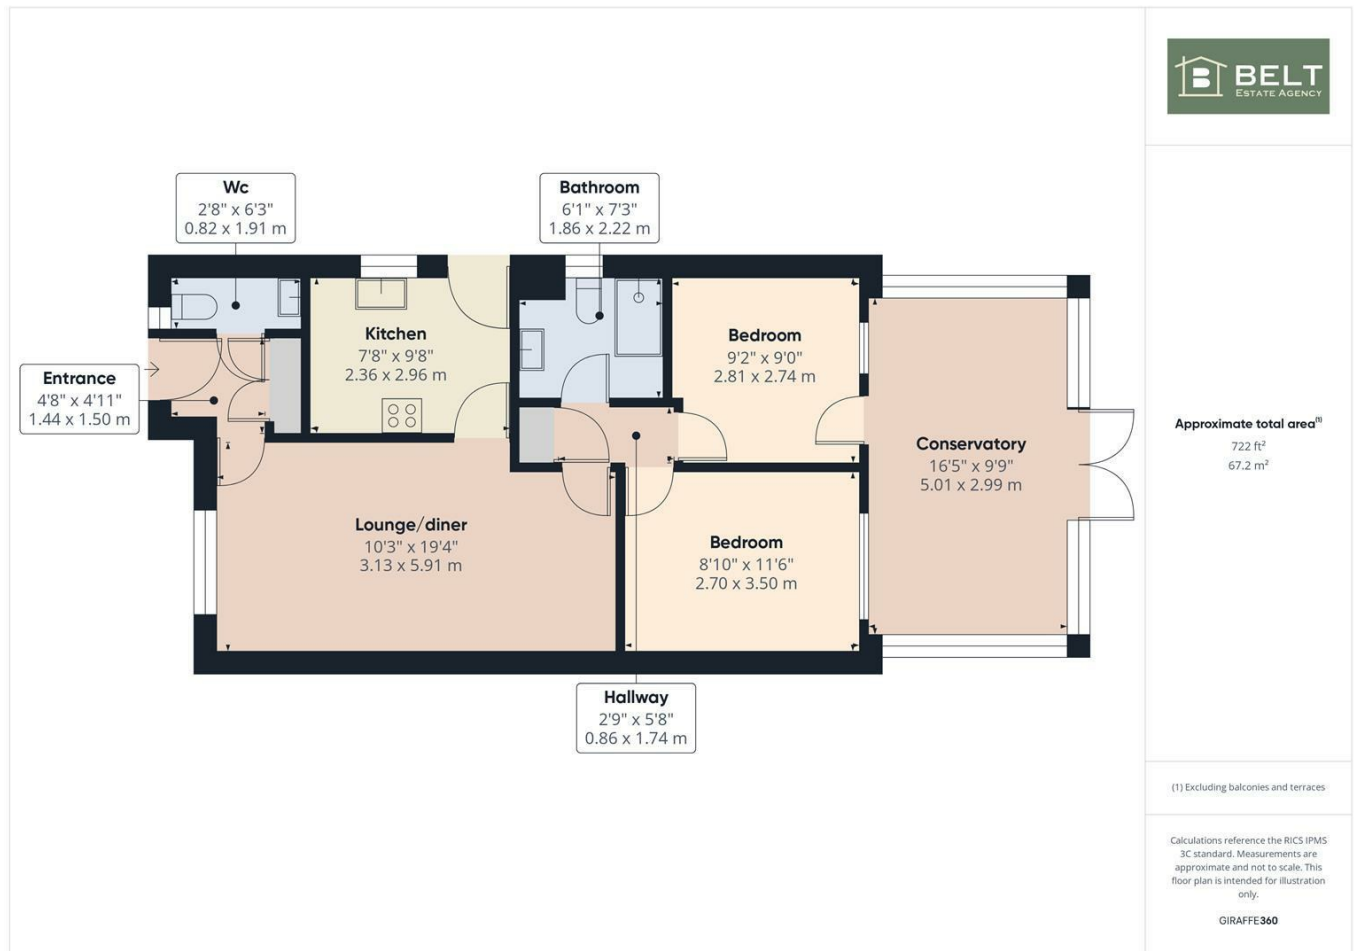 B BELT
ESTATE AGENCY
Wc
2'8" x 6'3"
0.82 x 1.91 m
Bathroom
6'1" x 7'3"
1.86 x 2.22 m
Kitchen
7'8" x 9'8"
2.36 x 2.96 m
Bedroom
9'2" x 9'0"
2.81 x 2.74 m
Entrance
4'8" x 4'11"
1.44 x 1.50 m
Conservatory
16'5" x 9'9"
5.01 x 2.99 m
Lounge/diner
10'3" x 19'4"
3.13 x 5.91 m
Bedroom
8'10" x 11'6"
2.70 x 3.50 m
Hallway
2'9" x 5'8"
0.86 x 1.74 m
Approximate total area⁽¹⁾
722 ft²
67.2 m²
(1) Excluding balconies and terraces
Calculations reference the RICS IPMS
3C standard. Measurements are
approximate and not to scale. This
floor plan is intended for illustration
only.
GIRAFFE360